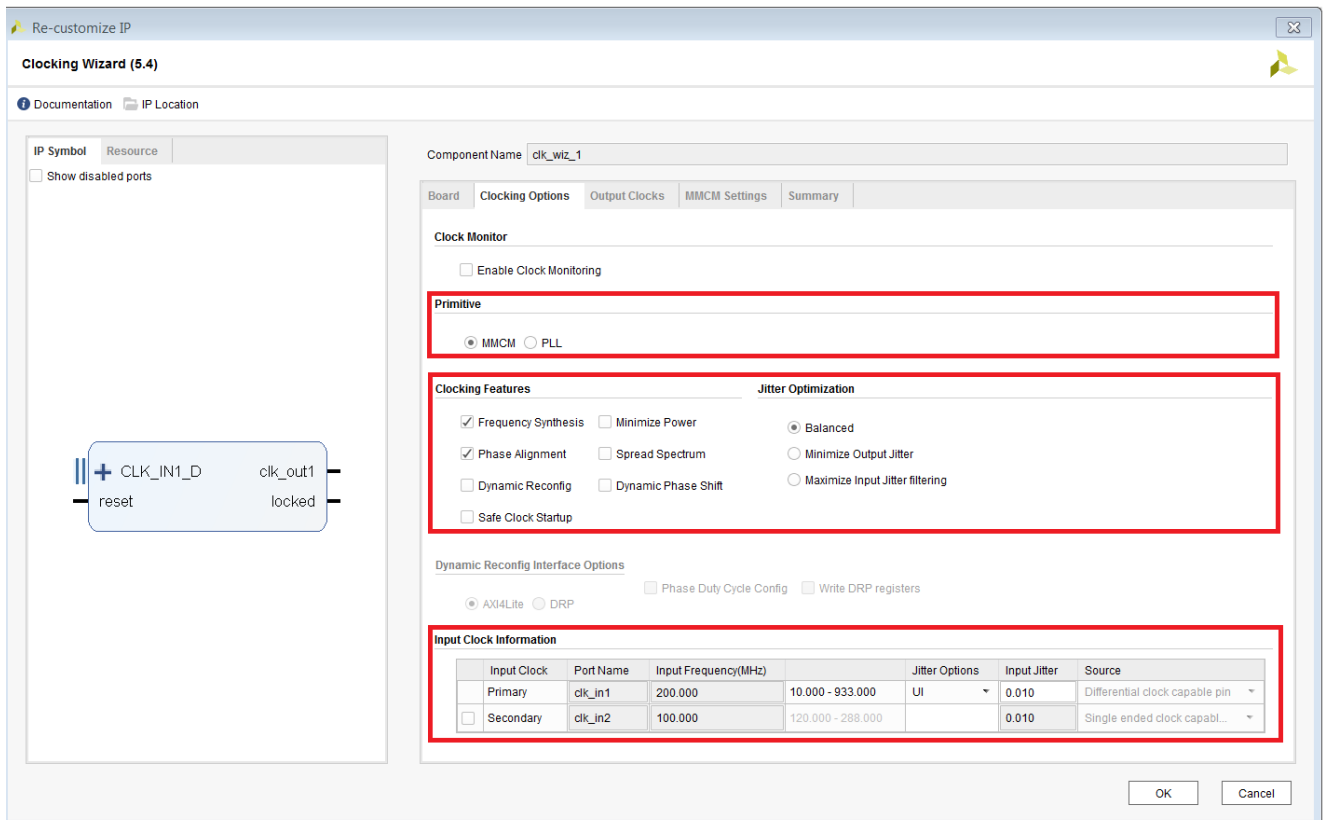 Re-customize IP
Clocking Wizard (5.4)
Documentation IP Location
IP Symbol Resource
Show disabled ports
CLK_IN1_D clk_out1
reset locked
Component Name clk_wiz_1
Board Clocking Options Output Clocks MMCM Settings Summary
Clock Monitor
Enable Clock Monitoring
Primitive
MMCM PLL
Clocking Features Jitter Optimization
Frequency Synthesis Minimize Power Balanced
Phase Alignment Spread Spectrum Minimize Output Jitter
Dynamic Reconfig Dynamic Phase Shift Maximize Input Jitter filtering
Safe Clock Startup
Dynamic Reconfig Interface Options
Phase Duty Cycle Config Write DRP registers
AXI4Lite DRP
Input Clock Information
Input Clock Port Name Input Frequency(MHz) Jitter Options Input Jitter Source
Primary clk_in1 200.000 10.000 - 933.000 UI 0.010 Differential clock capable pin
Secondary clk_in2 100.000 120.000 - 288.000 0.010 Single ended clock capabl...
OK Cancel